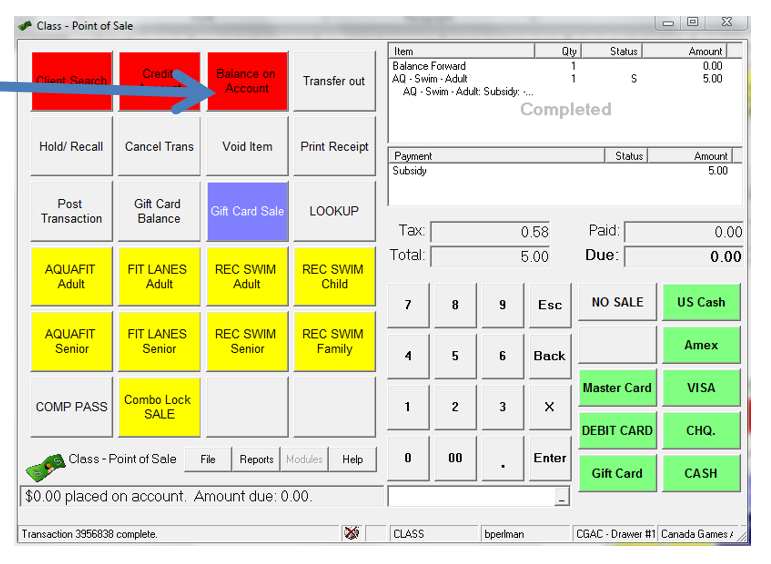 Class - Point of Sale
Client Search
Credit
Balance on
Account
Transfer out
Hold/ Recall
Cancel Trans
Void Item
Print Receipt
Post
Transaction
Gift Card
Balance
Gift Card Sale
LOOKUP
AQUAFIT
Adult
FIT LANES
Adult
REC SWIM
Adult
REC SWIM
Child
AQUAFIT
Senior
FIT LANES
Senior
REC SWIM
Senior
REC SWIM
Family
COMP PASS
Combo Lock
SALE
Class - Point of Sale
File
Reports
Modules
Help
$0.00 placed on account. Amount due: 0.00.
Item Qty Status Amount
Balance Forward 1 0.00
AQ - Swim - Adult 1 S 5.00
AQ - Swim - Adult: Subsidy: -...
Completed
Payment Status Amount
Subsidy 5.00
Tax: 0.58 Paid: 0.00
Total: 5.00 Due: 0.00
7 8 9 Esc
4 5 6 Back
1 2 3 X
0 00 . Enter
NO SALE
US Cash
Amex
Master Card
VISA
DEBIT CARD
CHQ.
Gift Card
CASH
Transaction 3956838 complete.
CLASS
bperlman
CGAC - Drawer #1
Canada Games